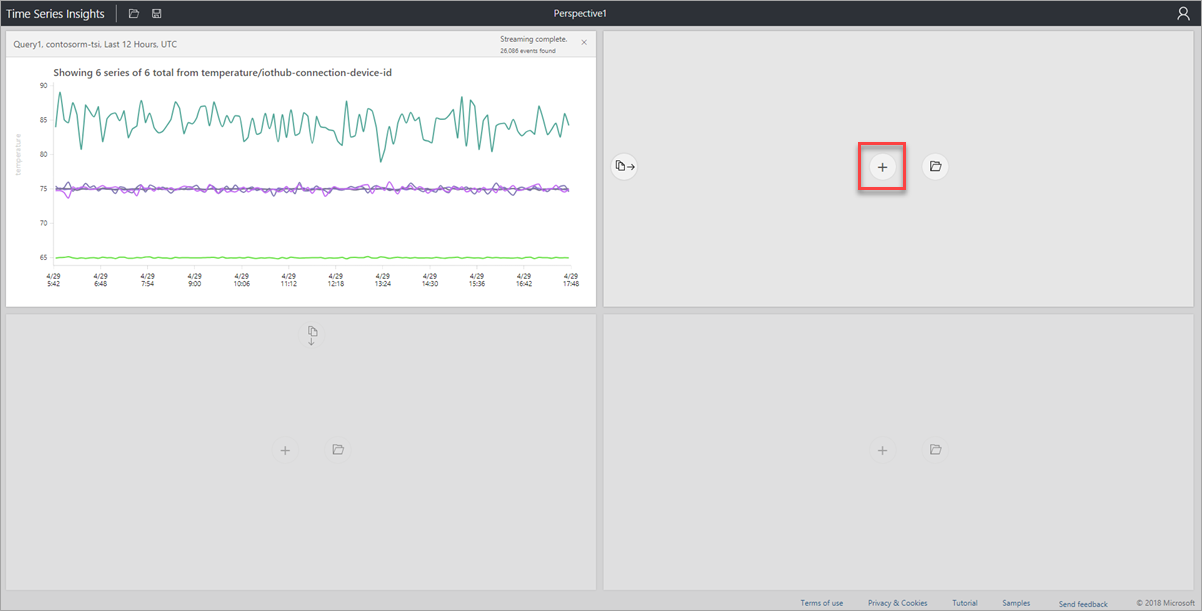 Time Series Insights
Perspective1
Query1, contosorm-tsi, Last 12 Hours, UTC
Streaming complete.
26,086 events found
Showing 6 series of 6 total from temperature/iothub-connection-device-id
temperature
90
85
80
75
70
65
4/29 4/29 4/29 4/29 4/29 4/29 4/29 4/29 4/29 4/29 4/29 4/29
5:42 6:48 7:54 9:00 10:06 11:12 12:18 13:24 14:30 15:36 16:42 17:48
Terms of use Privacy & Cookies Tutorial Samples Send feedback © 2018 Microsoft